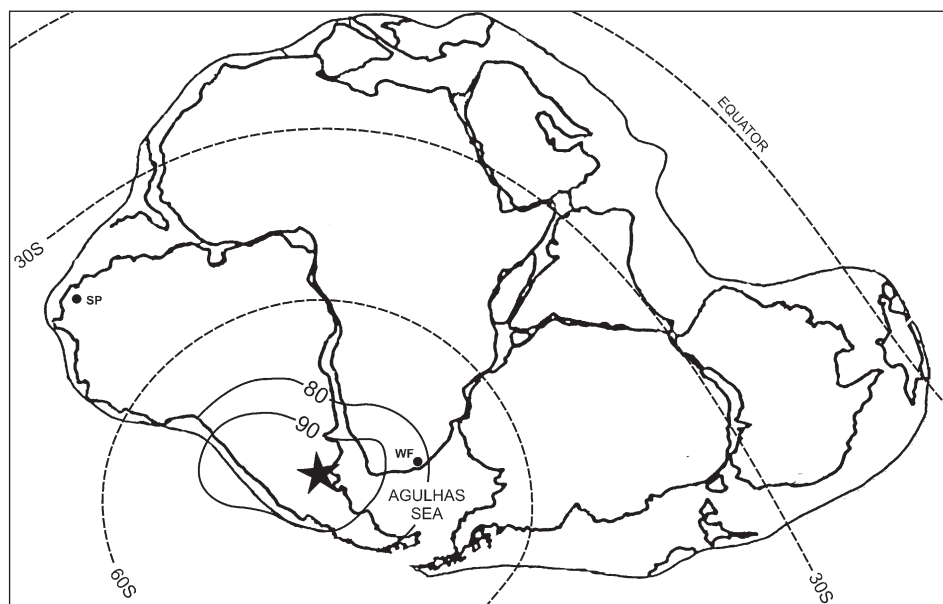 EQUATOR
30S
SP
80
90
WF
AGULHAS
SEA
60S
30S